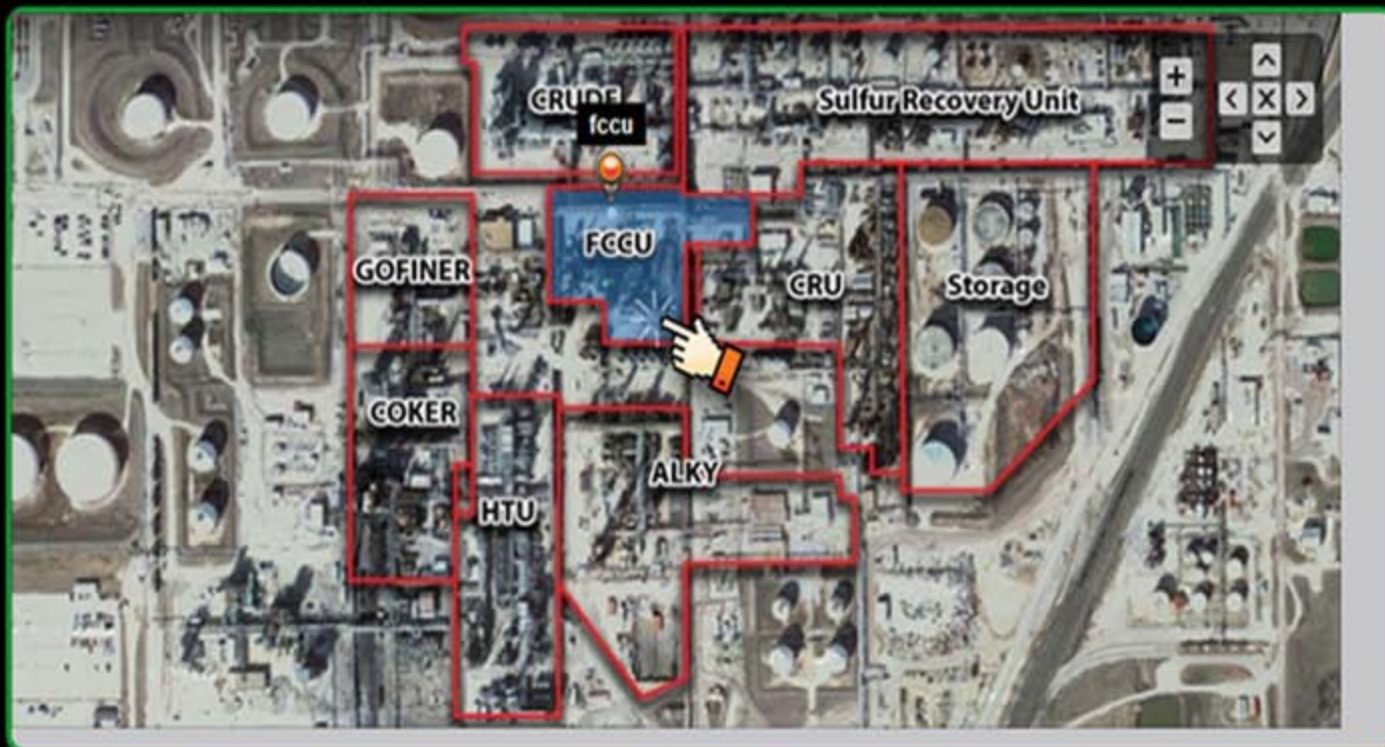 CRUDE
Sulfur Recovery Unit
fccu
FCCU
GOFINER
CRU
Storage
COKER
ALKY
HTU